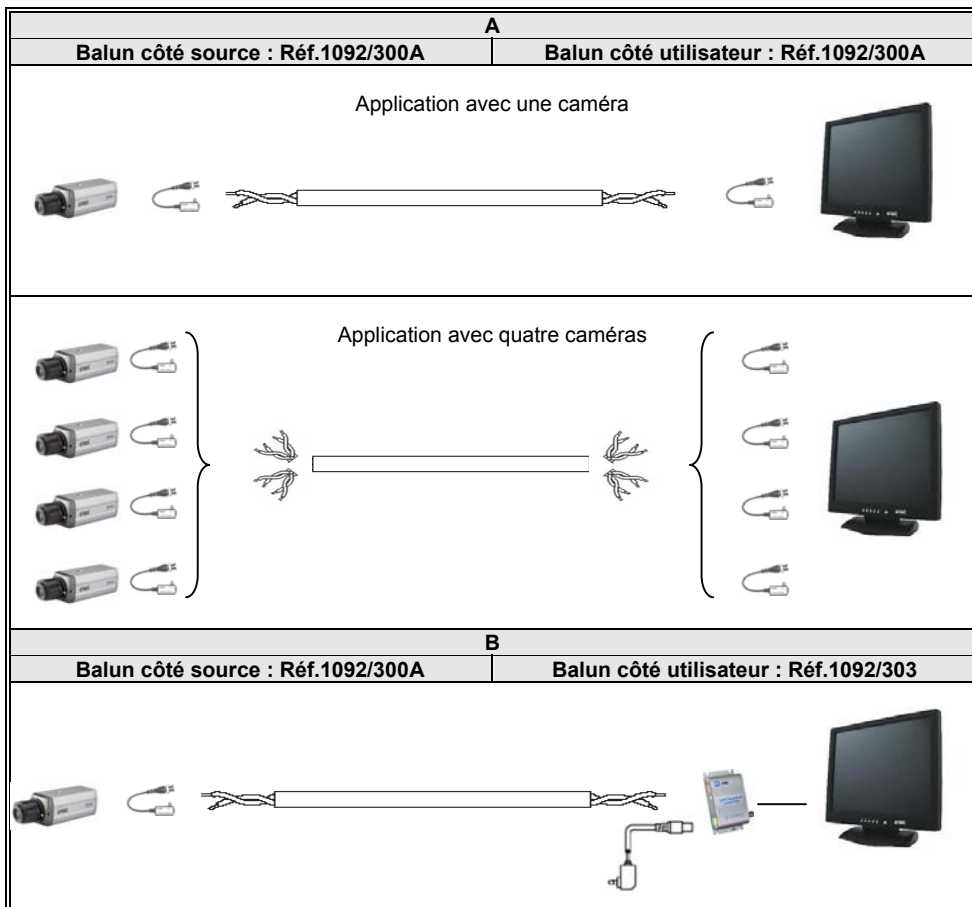 A
Balun côté source : Réf.1092/300A Balun côté utilisateur : Réf.1092/300A
Application avec une caméra
Application avec quatre caméras
B
Balun côté source : Réf.1092/300A Balun côté utilisateur : Réf.1092/303